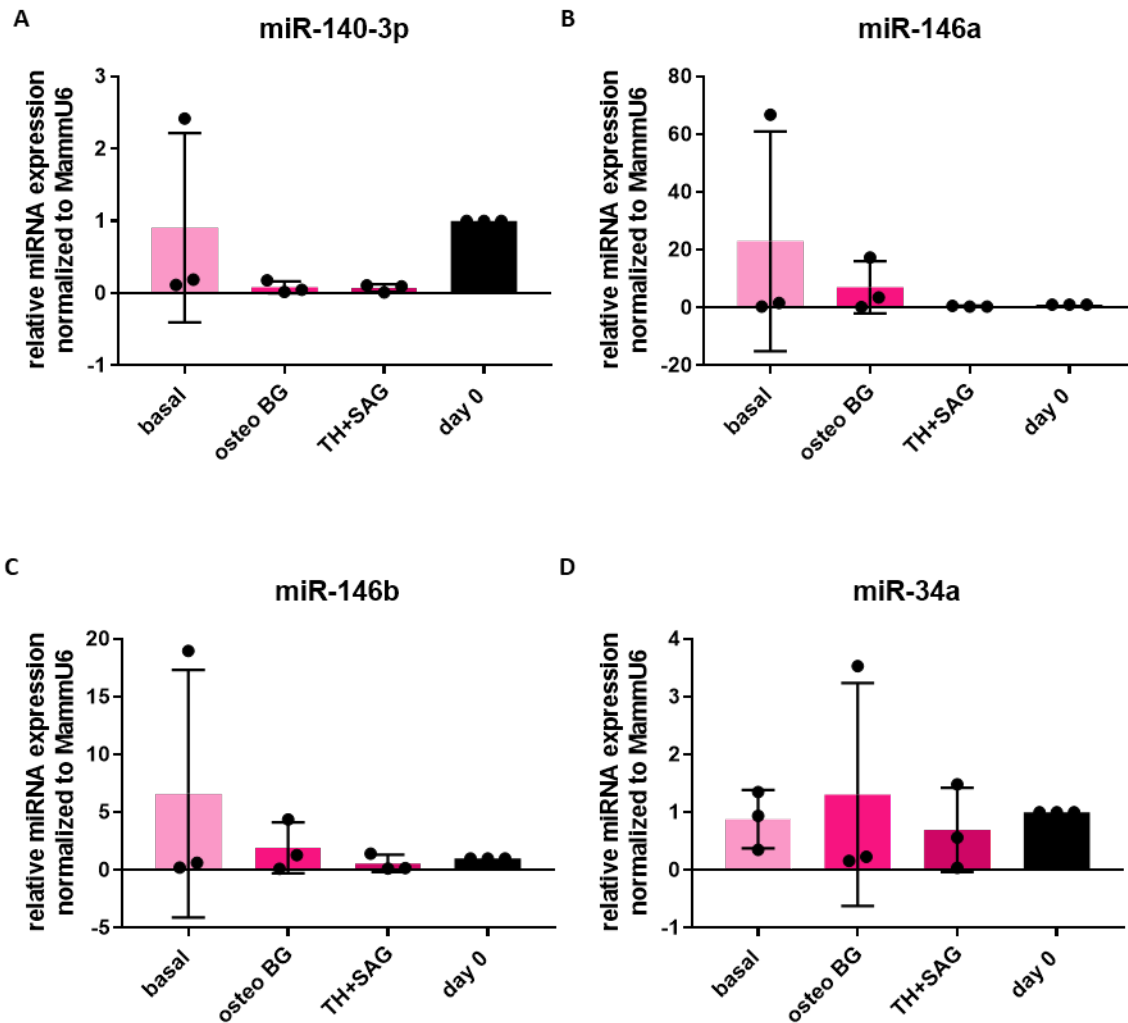 A
miR-140-3p
relative miRNA expression
normalized to MammU6
3
2
1
0
-1
basal
osteo BG
TH+SAG
day 0
B
miR-146a
relative miRNA expression
normalized to MammU6
80
60
40
20
0
-20
basal
osteo BG
TH+SAG
day 0
C
miR-146b
relative miRNA expression
normalized to MammU6
20
15
10
5
0
-5
basal
osteo BG
TH+SAG
day 0
D
miR-34a
relative miRNA expression
normalized to MammU6
4
3
2
1
0
-1
basal
osteo BG
TH+SAG
day 0